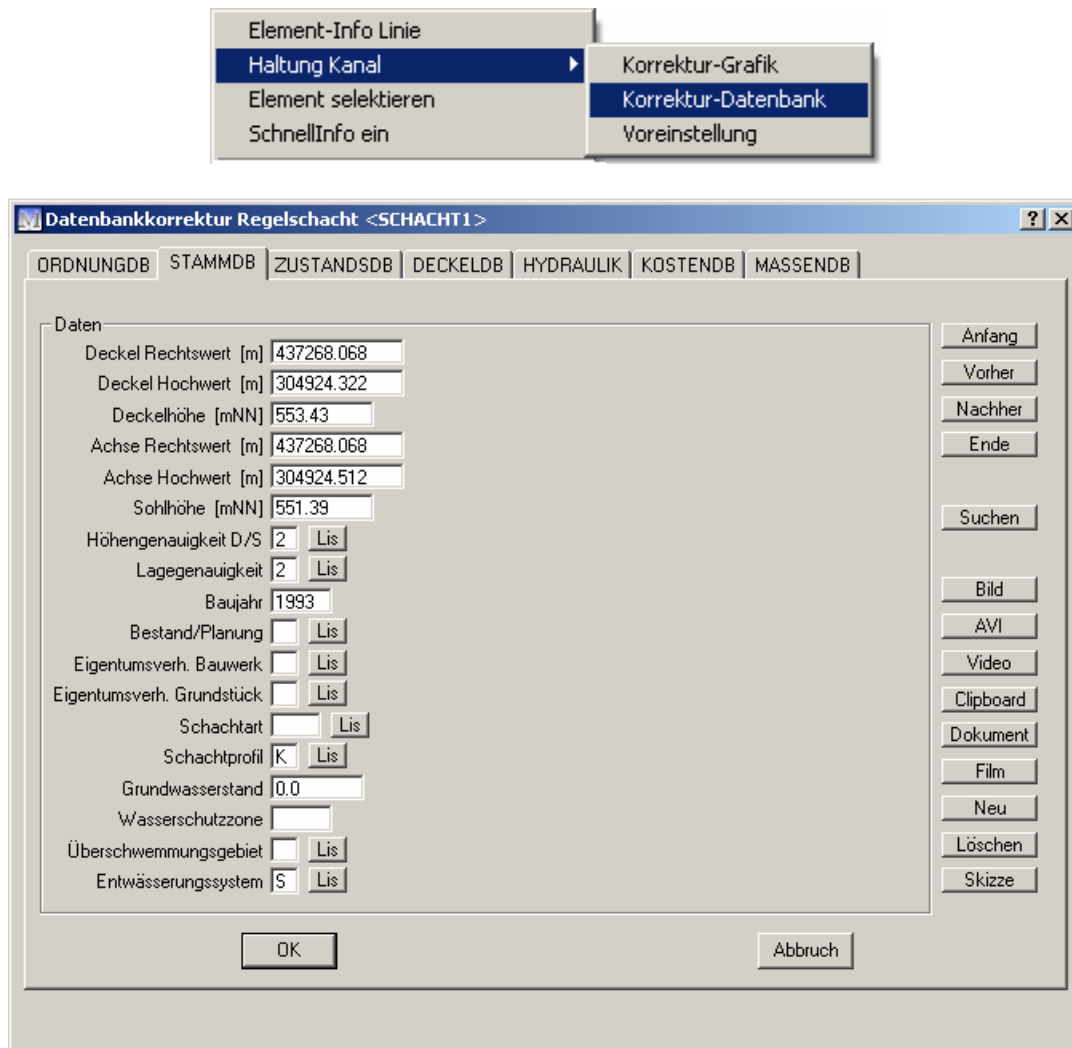 Element-Info Linie
Haltung Kanal
Element selektieren
SchnellInfo ein
Korrektur-Grafik
Korrektur-Datenbank
Voreinstellung
Datenbankkorrektur Regelschacht <SCHACHT1>
ORDNUNGDB STAMMDB ZUSTANDSDB DECKELDB HYDRAULIK KOSTENDB MASSENDB
Daten
Deckel Rechtswert [m] 437268.068
Deckel Hochwert [m] 304924.322
Deckelhöhe [mNN] 553.43
Achse Rechtswert [m] 437268.068
Achse Hochwert [m] 304924.512
Sohlhöhe [mNN] 551.39
Höhengenauigkeit D/S 2 Lis
Lagegenauigkeit 2 Lis
Baujahr 1993
Bestand/Planung Lis
Eigentumsverh. Bauwerk Lis
Eigentumsverh. Grundstück Lis
Schachtart Lis
Schachtprofil K Lis
Grundwasserstand 0.0
Wasserschutzzone
Überschwemmungsgebiet Lis
Entwässerungssystem S Lis
Anfang
Vorher
Nachher
Ende
Suchen
Bild
AVI
Video
Clipboard
Dokument
Film
Neu
Löschen
Skizze
OK Abbruch